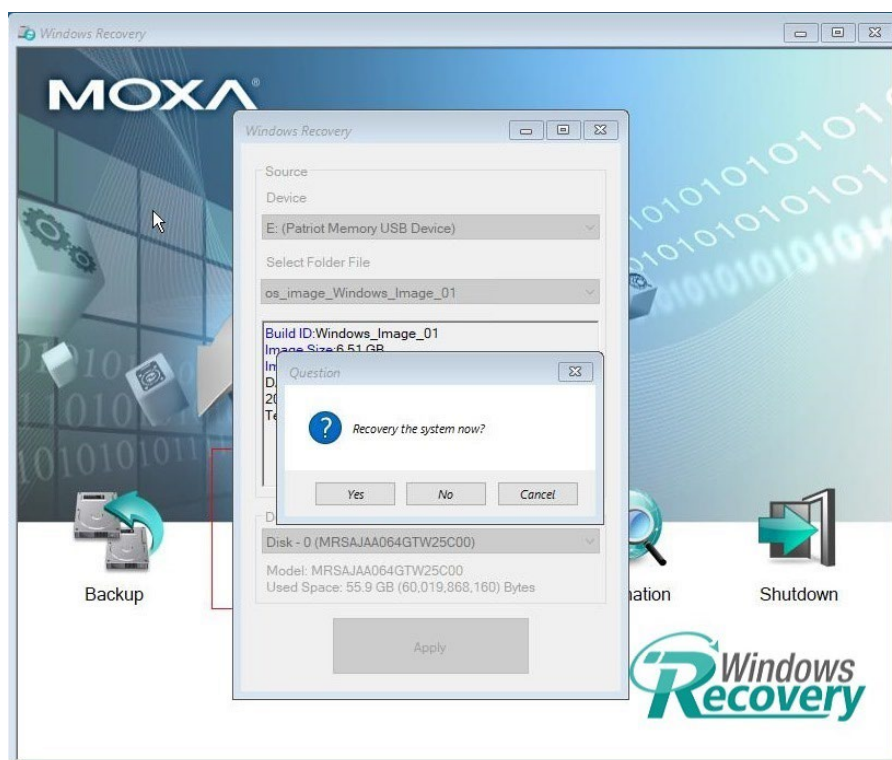 Windows Recovery
MOXA®
Windows Recovery
Source
Device
E: (Patriot Memory USB Device)
Select Folder File
os_image_Windows_Image_01
Build ID:Windows_Image_01
Image Size:6.51 GB
Question
Recovery the system now?
Yes No Cancel
Disk - 0 (MRSAJAA064GTW25C00)
Model: MRSAJAA064GTW25C00
Used Space: 55.9 GB (60,019,868,160) Bytes
Apply
Backup
Shutdown
Windows
Recovery